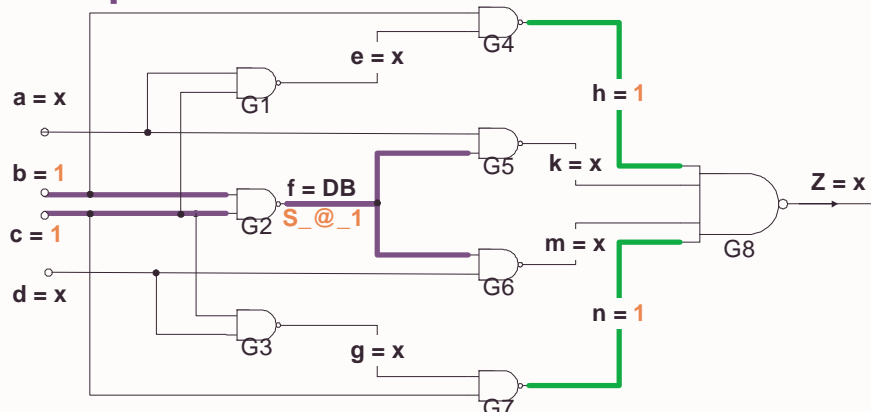 G4
e = x
G1
a = x
h = 1
G5
k = x
b = 1
f = DB
Z = x
G2
S_@_1
c = 1
m = x
G8
G6
d = x
n = 1
G3
g = x
G7